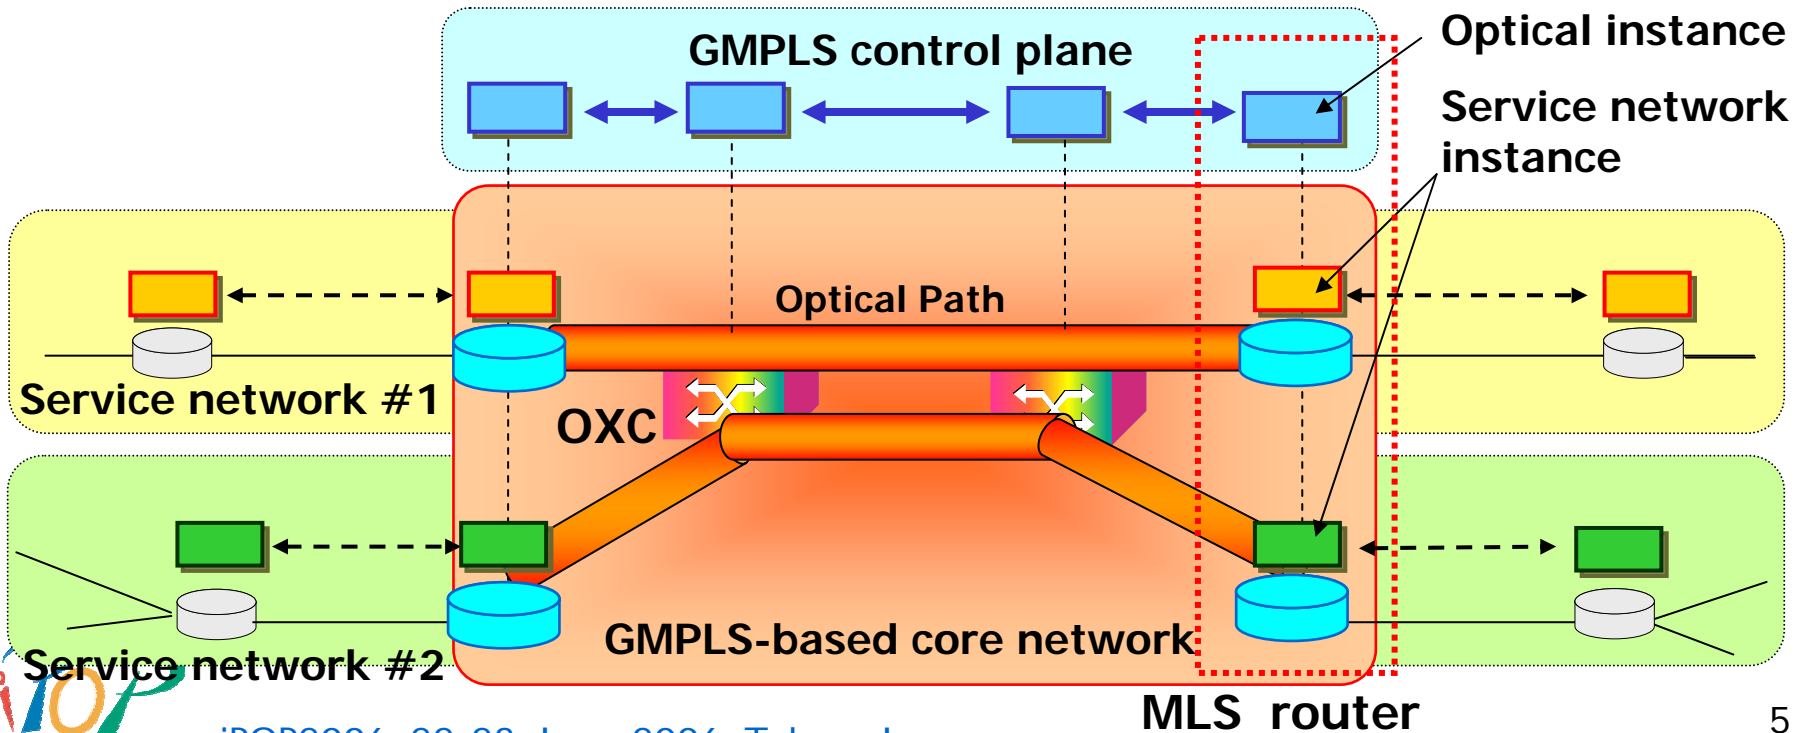 GMPLS control plane
Optical instance
Service network
instance
Optical Path
Service network #1
OXC
GMPLS-based core network
Service network #2
MLS router
iPOP
5